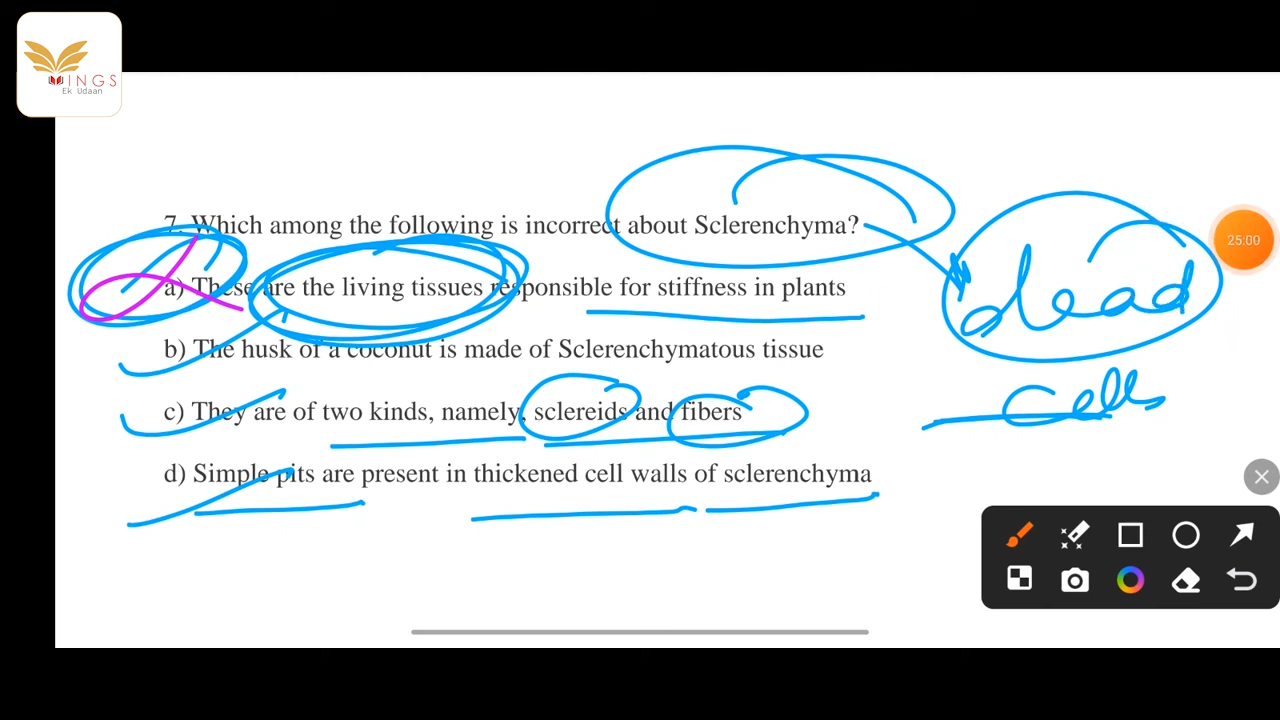 WINGS
Ek Udaan
7. Which among the following is incorrect about Sclerenchyma?
a) These are the living tissues responsible for stiffness in plants
b) The husk of a coconut is made of Sclerenchymatous tissue
c) They are of two kinds, namely, sclereids and fibers
d) Simple pits are present in thickened cell walls of sclerenchyma
dead
cells
25:00